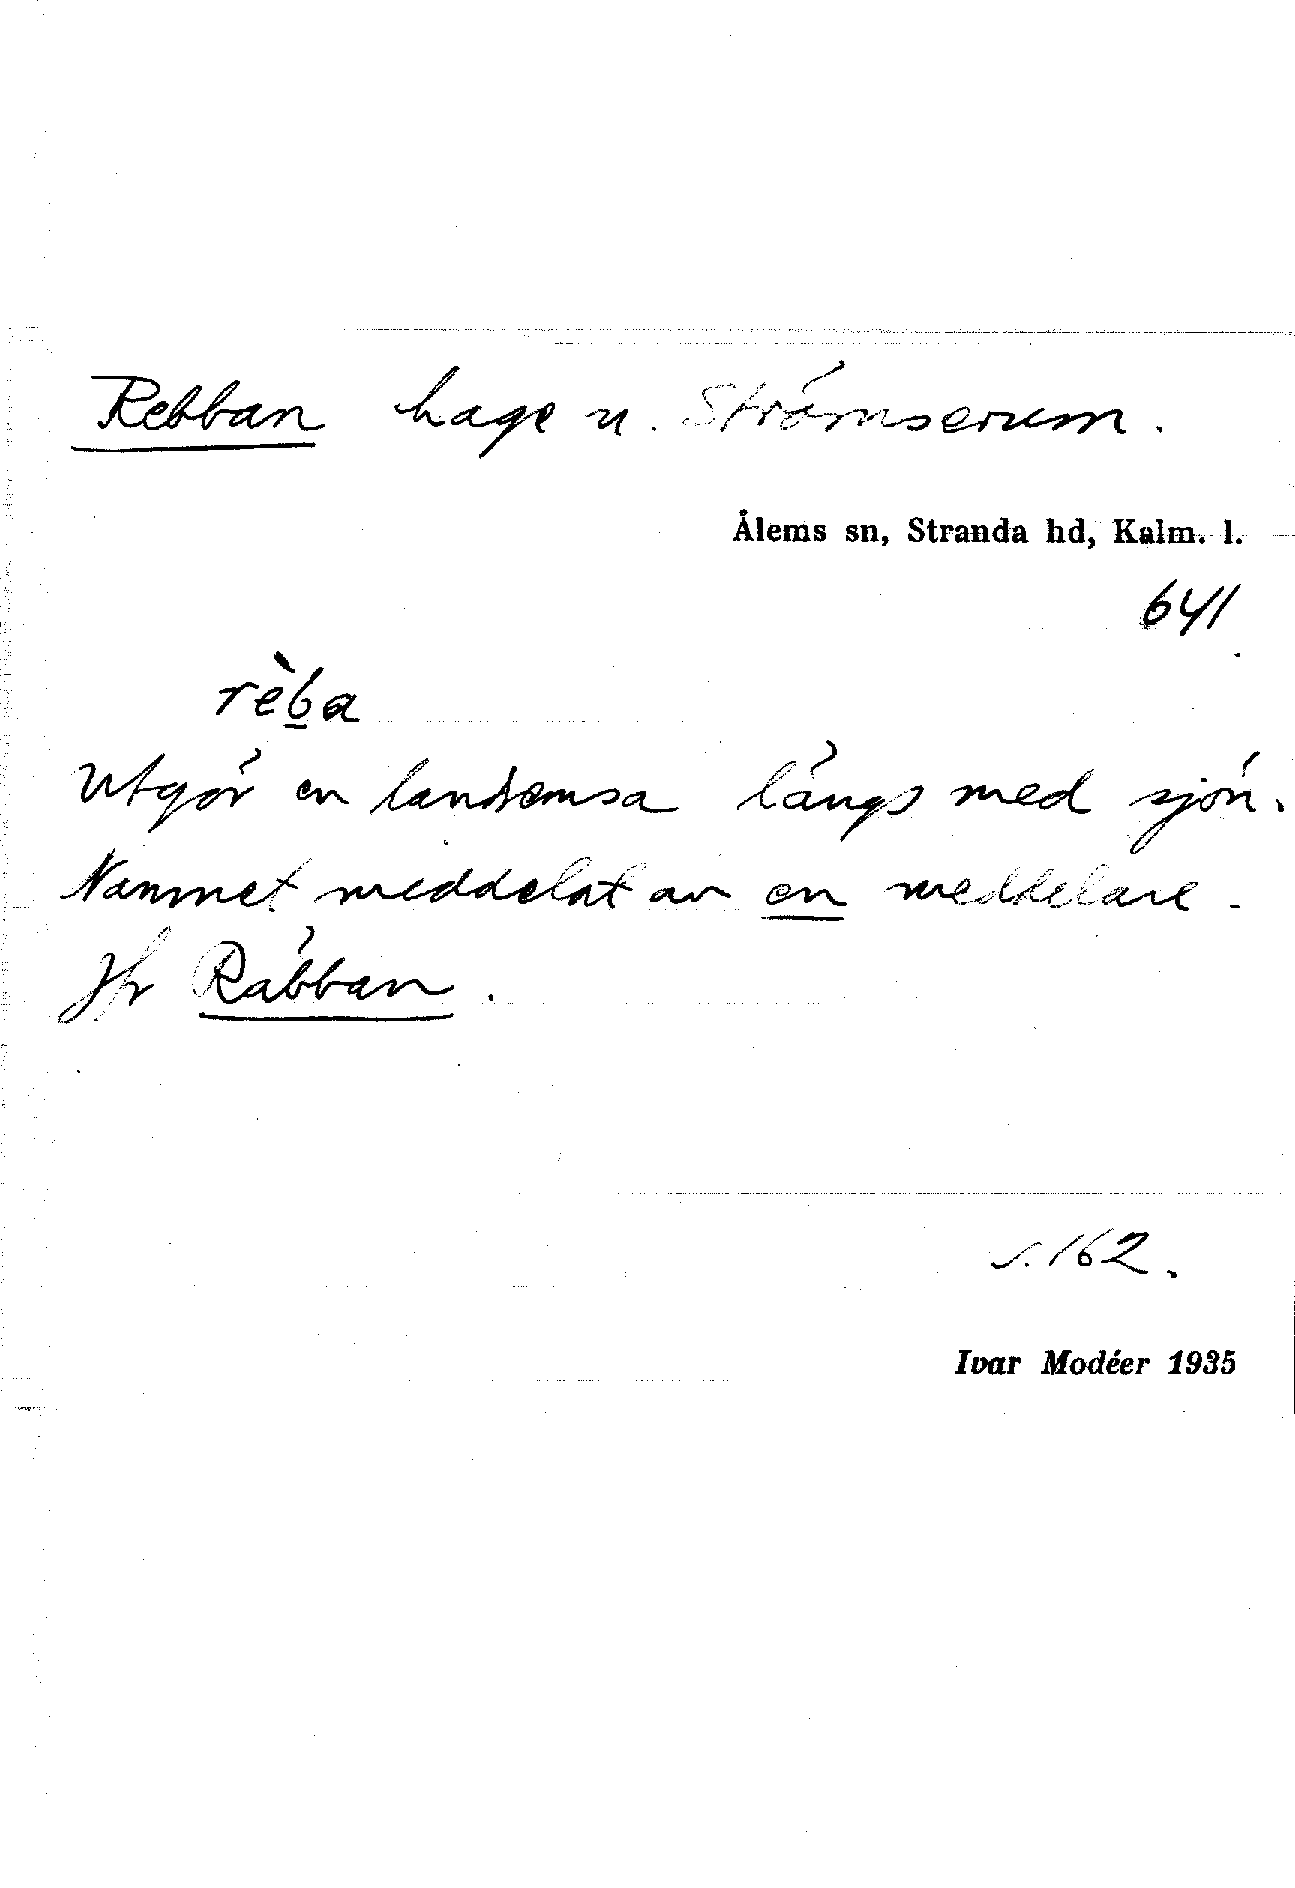 Rebban hage u. Strömserum.
Ålems sn, Stranda hd, Kalm. l.
641
rèba
Utgör en landremsa längs med sjön.
Namnet meddelat av en meddelare.
Jfr Räbban.
s. 162.
Ivar Modéer 1935